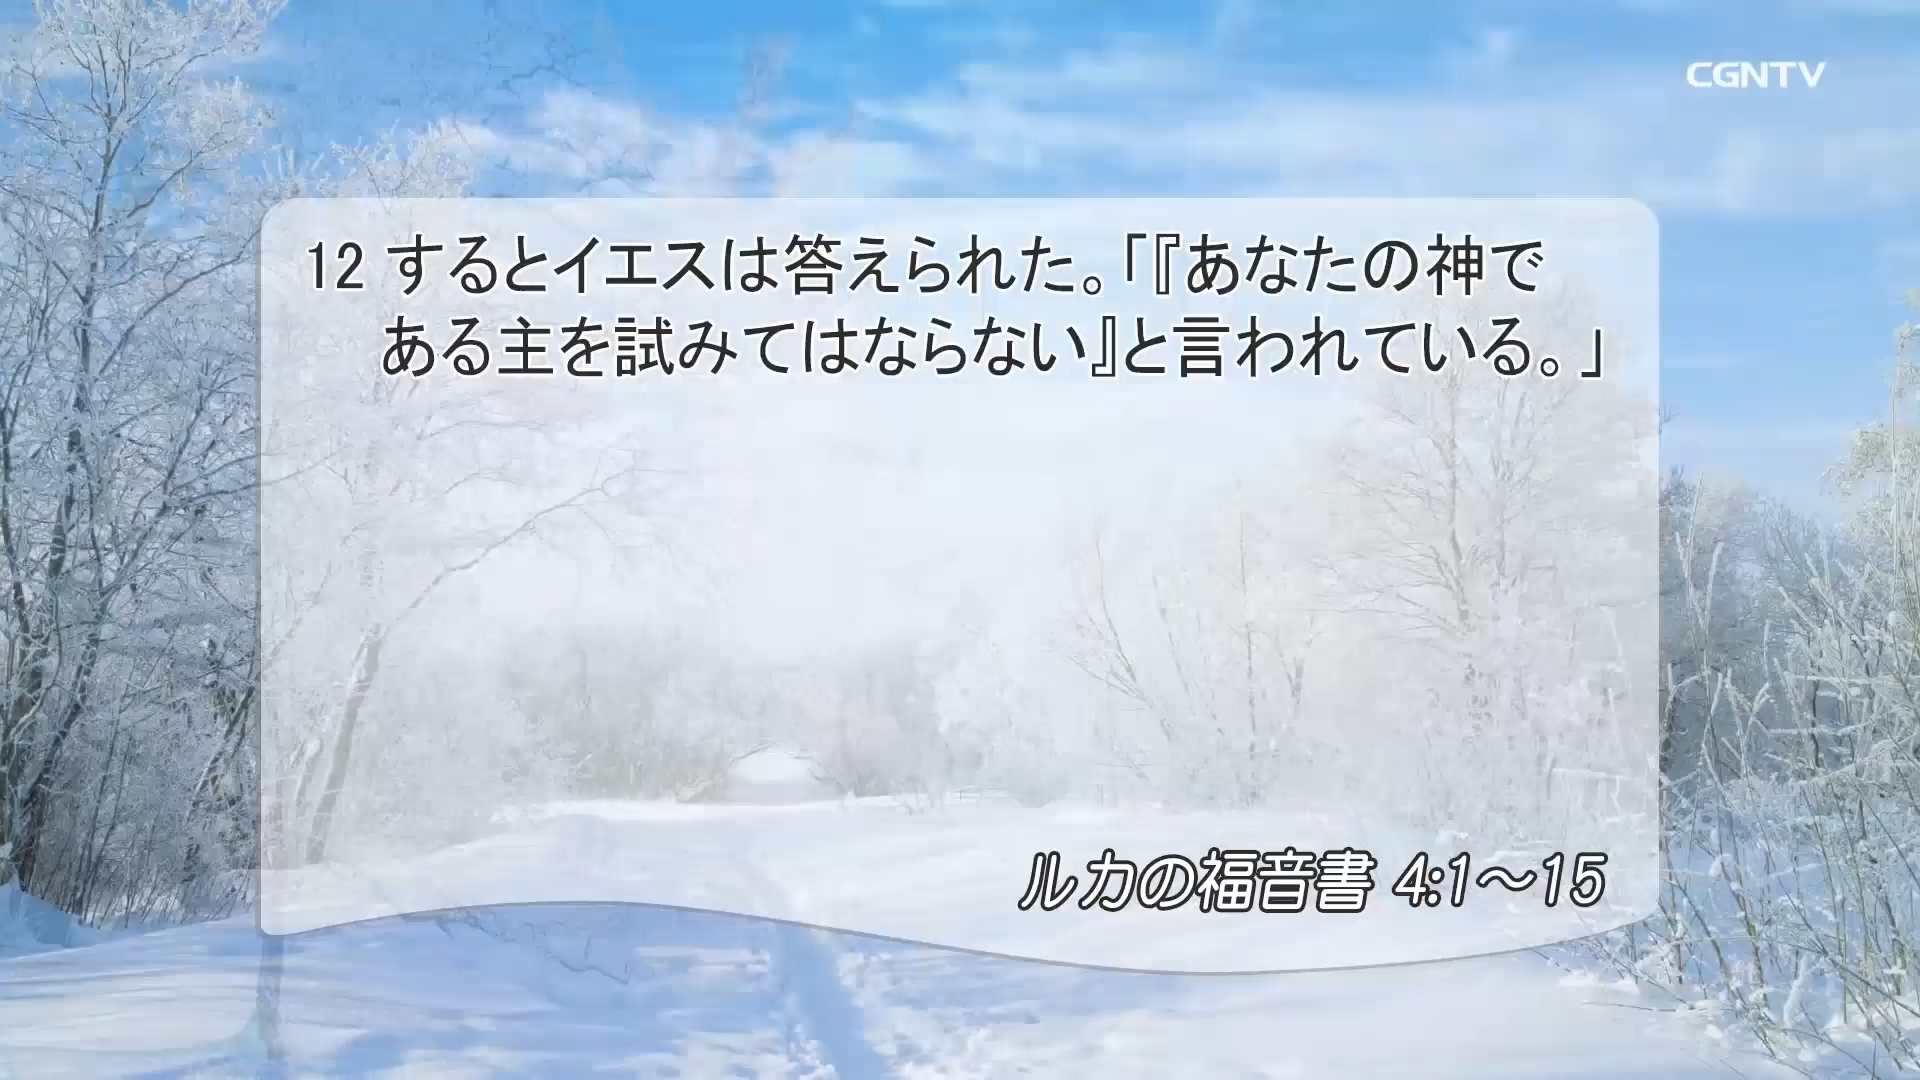 CGNTV
12 するとイエスは答えられた。「『あなたの神で
ある主を試みてはならない』と言われている。」
ルカの福音書 4:1～15